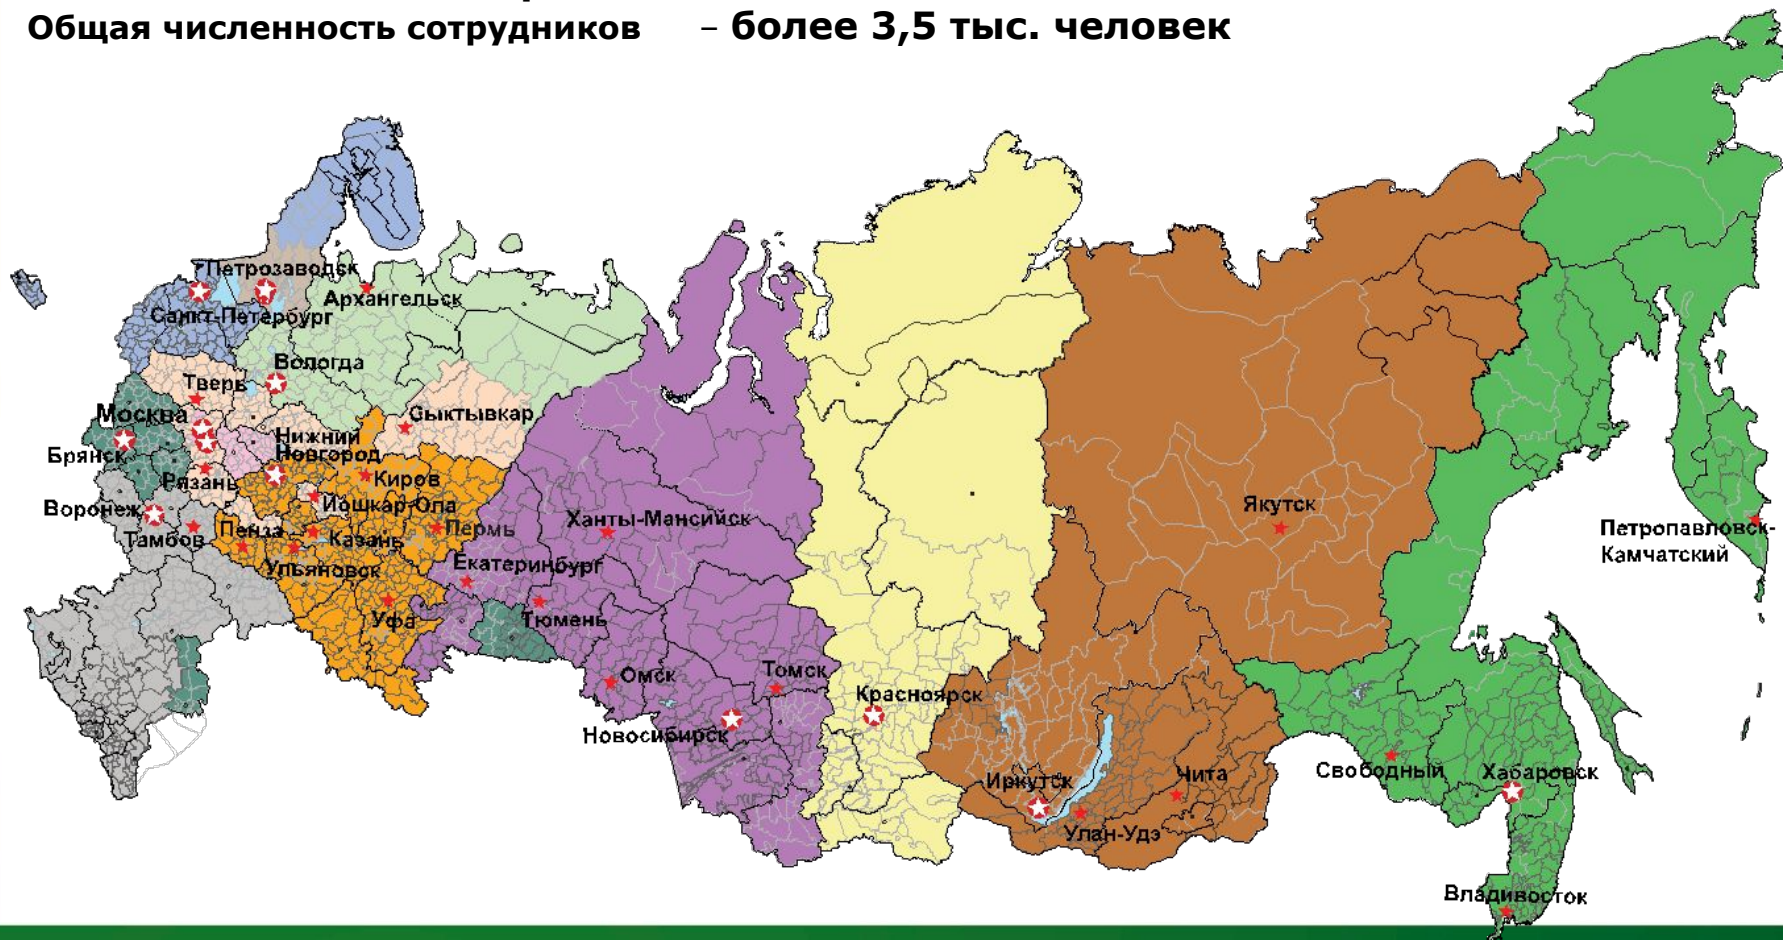 Общая численность сотрудников – более 3,5 тыс. человек
Петрозаводск
Архангельск
Санкт-Петербург
Вологда
Тверь
Москва
Сыктывкар
Нижний
Новгород
Брянск
Рязань
Киров
Йошкар-Ола
Воронеж
Тамбов
Пенза
Казань
Пермь
Ульяновск
Екатеринбург
Уфа
Тюмень
Ханты-Мансийск
Якутск
Петропавловск-
Камчатский
Омск
Томск
Новосибирск
Красноярск
Иркутск
Чита
Улан-Удэ
Свободный
Хабаровск
Владивосток